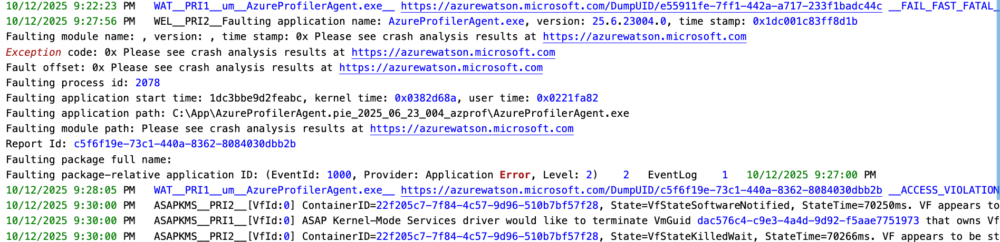 10/12/2025 9:22:23 PM WAT__PRI1__um__AzureProfilerAgent.exe__ https://azurewatson.microsoft.com/DumpUID/e55911fe-7ff1-442a-a717-233f1badc44c __FAIL_FAST_FATAL_
10/12/2025 9:27:56 PM WEL__PRI2__Faulting application name: AzureProfilerAgent.exe, version: 25.6.23004.0, time stamp: 0x1dc001c83ff8d1b
Faulting module name: , version: , time stamp: 0x Please see crash analysis results at https://azurewatson.microsoft.com
Exception code: 0x Please see crash analysis results at https://azurewatson.microsoft.com
Fault offset: 0x Please see crash analysis results at https://azurewatson.microsoft.com
Faulting process id: 2078
Faulting application start time: 1dc3bbe9d2feabc, kernel time: 0x0382d68a, user time: 0x0221fa82
Faulting application path: C:\App\AzureProfilerAgent.pie_2025_06_23_004_azprof\AzureProfilerAgent.exe
Faulting module path: Please see crash analysis results at https://azurewatson.microsoft.com
Report Id: c5f6f19e-73c1-440a-8362-8084030dbb2b
Faulting package full name:
Faulting package-relative application ID: (EventId: 1000, Provider: Application Error, Level: 2) 2 EventLog 1 10/12/2025 9:27:00 PM
10/12/2025 9:28:05 PM WAT__PRI1__um__AzureProfilerAgent.exe__ https://azurewatson.microsoft.com/DumpUID/c5f6f19e-73c1-440a-8362-8084030dbb2b __ACCESS_VIOLATION
10/12/2025 9:30:00 PM ASAPKMS__PRI2__[VfId:0] ContainerID=22f205c7-7f84-4c57-9d96-510b7bf57f28, State=VfStateSoftwareNotified, StateTime=70250ms. VF appears to
10/12/2025 9:30:00 PM ASAPKMS__PRI1__[VfId:0] ASAP Kernel-Mode Services driver would like to terminate VmGuid dac576c4-c9e3-4a4d-9d92-f5aae7751973 that owns Vf
10/12/2025 9:30:00 PM ASAPKMS__PRI2__[VfId:0] ContainerID=22f205c7-7f84-4c57-9d96-510b7bf57f28, State=VfStateKilledWait, StateTime=70266ms. VF appears to be st